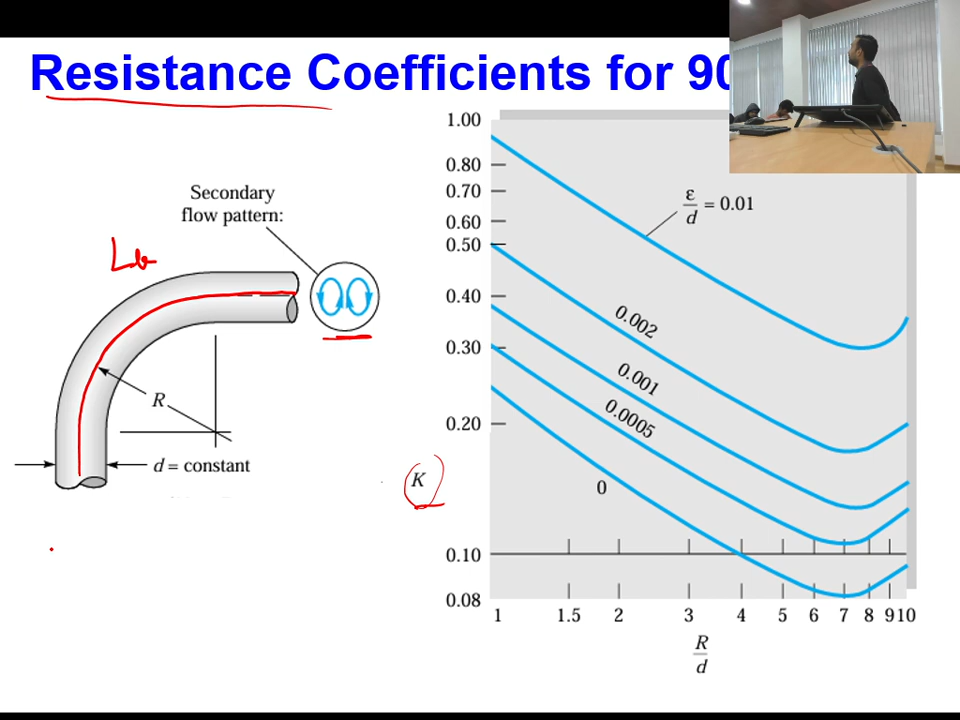 Resistance Coefficients for 90
Secondary
flow pattern:
Lb
R
d = constant
K
1.00
0.80
0.70
0.60
0.50
0.40
0.30
0.20
0.10
0.08
ε/d = 0.01
0.002
0.001
0.0005
0
1 1.5 2 3 4 5 6 7 8 9 10
R
d